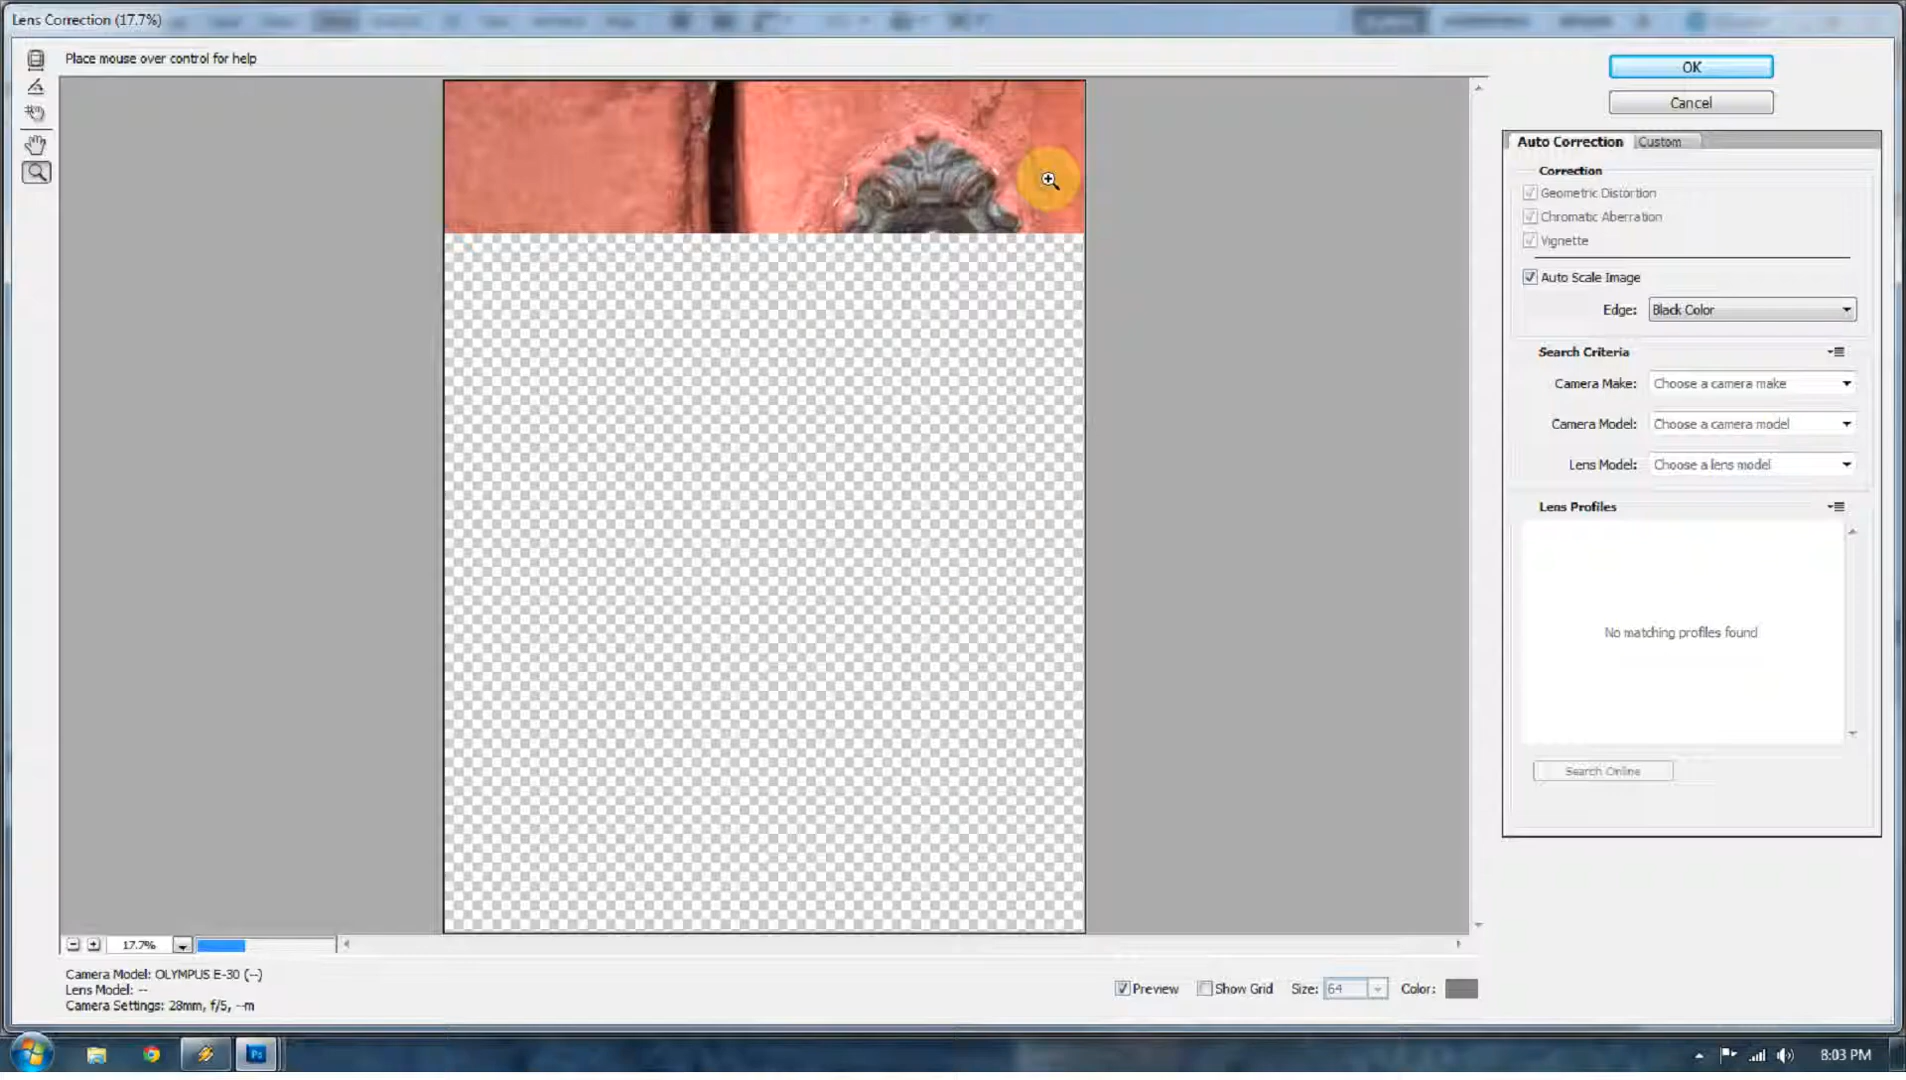 Lens Correction (17.7%)
Place mouse over control for help
OK
Cancel
Auto Correction
Custom
Correction
Geometric Distortion
Chromatic Aberration
Vignette
Auto Scale Image
Edge: Black Color
Search Criteria
Camera Make: Choose a camera make
Camera Model: Choose a camera model
Lens Model: Choose a lens model
Lens Profiles
No matching profiles found
Search Online
17.7%
Camera Model: OLYMPUS E-30 (--)
Lens Model: --
Camera Settings: 28mm, f/5, --m
Preview
Show Grid
Size: 64
Color:
Ps
8:03 PM